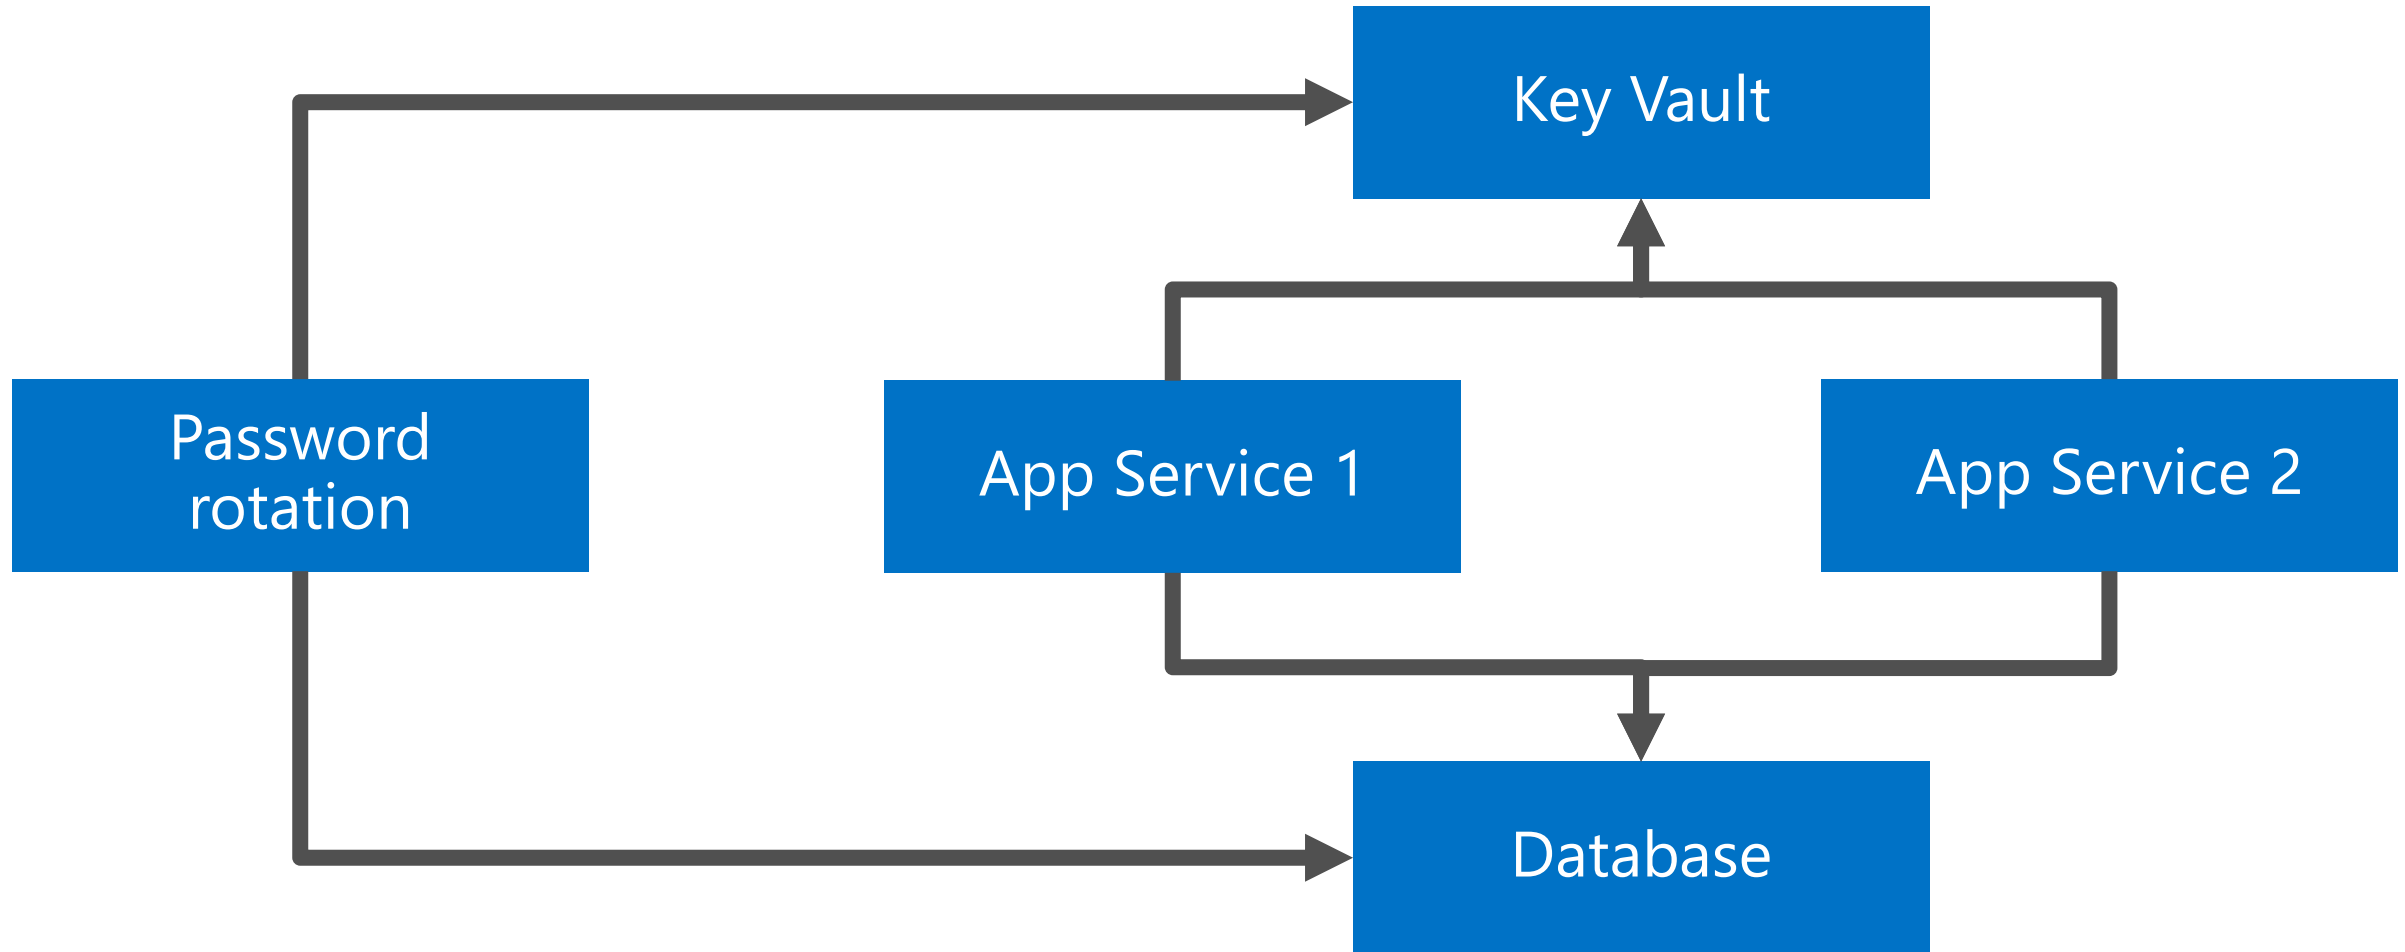 Key Vault
Password
rotation
App Service 1
App Service 2
Database